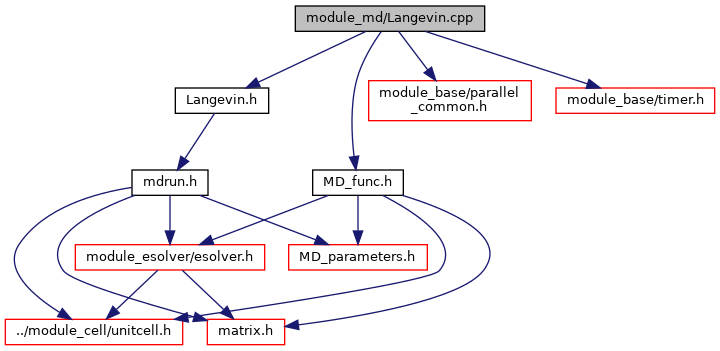 module_md/Langevin.cpp
Langevin.h
module_base/parallel
_common.h
module_base/timer.h
mdrun.h
MD_func.h
module_esolver/esolver.h
MD_parameters.h
../module_cell/unitcell.h
matrix.h